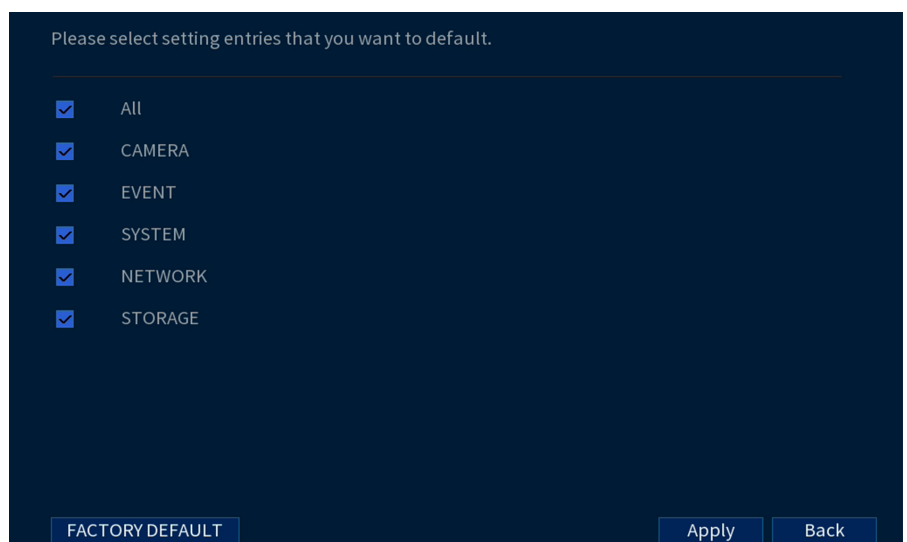 Please select setting entries that you want to default.
All
CAMERA
EVENT
SYSTEM
NETWORK
STORAGE
FACTORY DEFAULT Apply Back